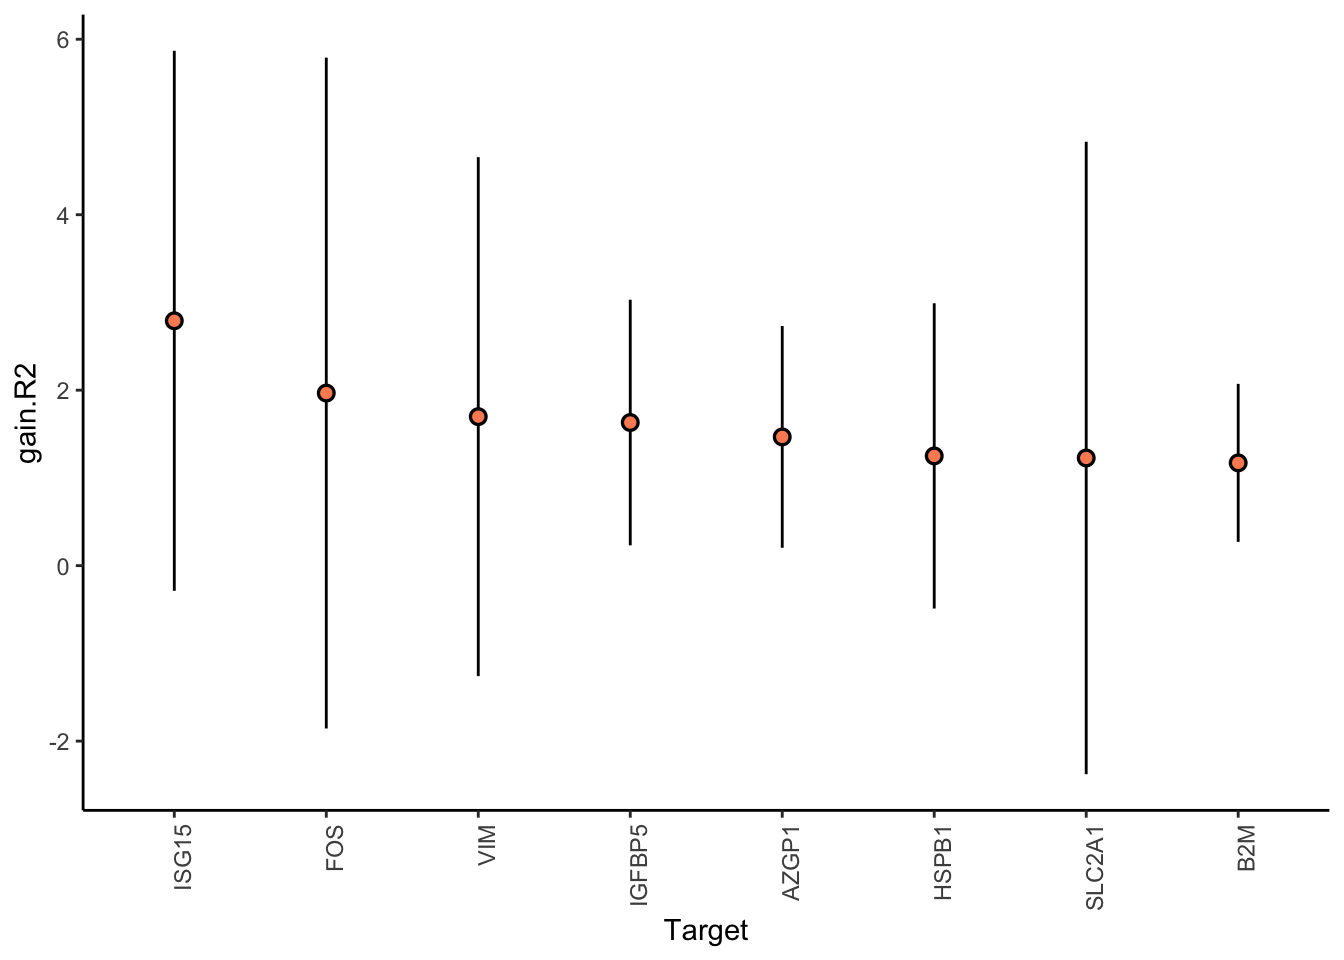 gain.R2
6
4
2
0
-2
ISG15
FOS
VIM
IGFBP5
AZGP1
HSPB1
SLC2A1
B2M
Target